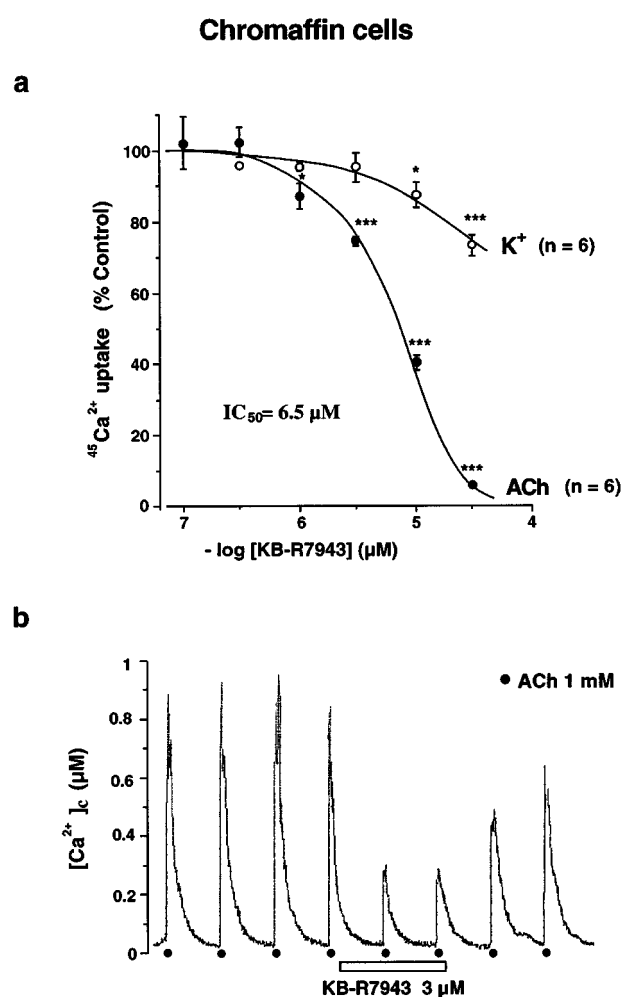 Chromaffin cells
a
100
80
60
40
20
0
⁴⁵Ca²⁺ uptake (% Control)
*
***
***
***
*
***
K⁺ (n = 6)
IC₅₀= 6.5 µM
ACh (n = 6)
7
6
5
4
- log [KB-R7943] (µM)
b
1
0.8
0.6
0.4
0.2
0
[Ca²⁺]c (µM)
● ACh 1 mM
KB-R7943 3 µM